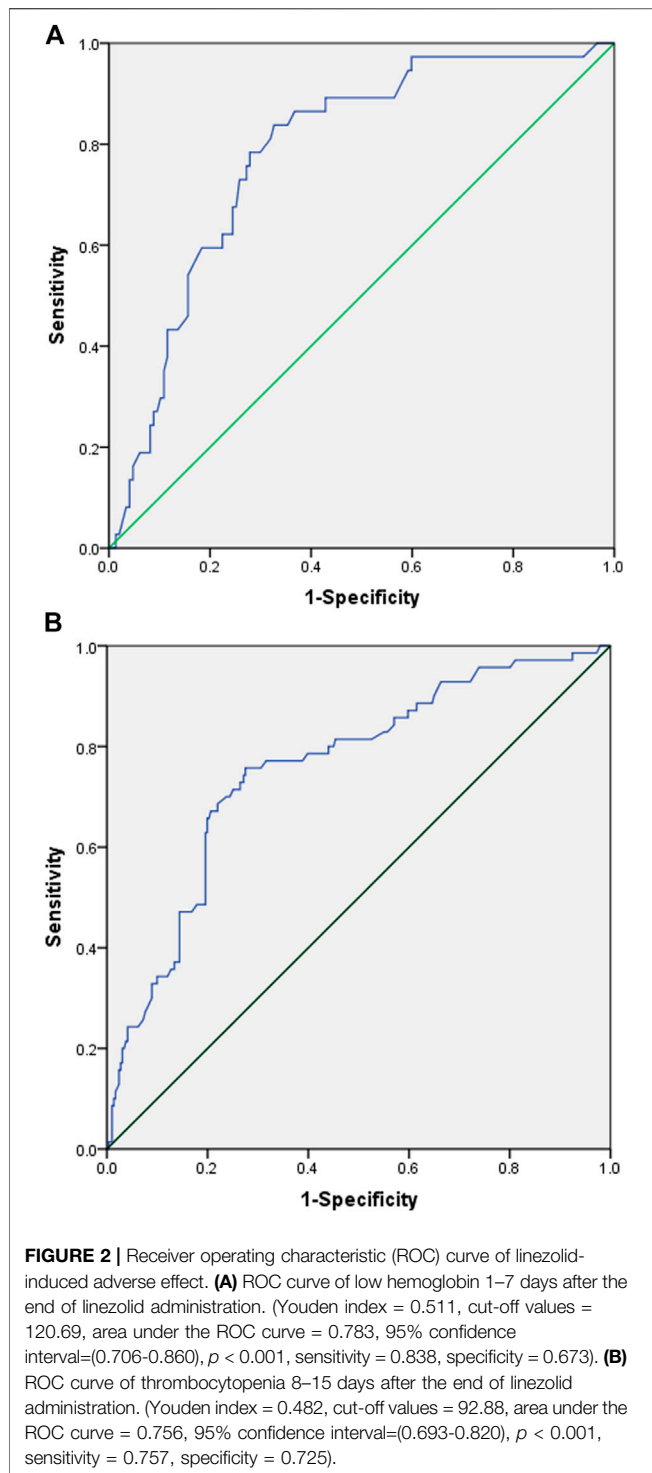 A
1.0
0.8
0.6
0.4
0.2
0.0
Sensitivity
0.0 0.2 0.4 0.6 0.8 1.0
1-Specificity
B
1.0
0.8
0.6
0.4
0.2
0.0
Sensitivity
0.0 0.2 0.4 0.6 0.8 1.0
1-Specificity
FIGURE 2 | Receiver operating characteristic (ROC) curve of linezolid-
induced adverse effect. (A) ROC curve of low hemoglobin 1–7 days after the
end of linezolid administration. (Youden index = 0.511, cut-off values =
120.69, area under the ROC curve = 0.783, 95% confidence
interval=(0.706-0.860), p < 0.001, sensitivity = 0.838, specificity = 0.673). (B)
ROC curve of thrombocytopenia 8–15 days after the end of linezolid
administration. (Youden index = 0.482, cut-off values = 92.88, area under the
ROC curve = 0.756, 95% confidence interval=(0.693-0.820), p < 0.001,
sensitivity = 0.757, specificity = 0.725).